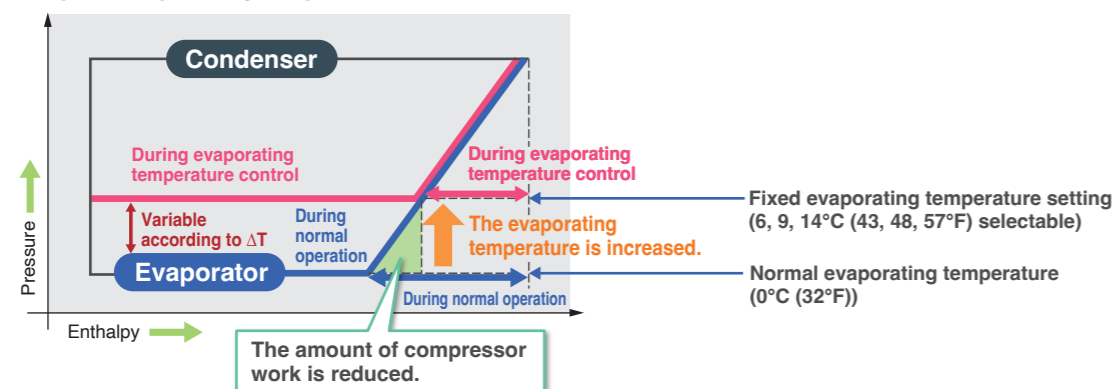 Condenser
During evaporating
temperature control
During evaporating
temperature control
Fixed evaporating temperature setting
(6, 9, 14°C (43, 48, 57°F) selectable)
Variable
according to ΔT
During
normal
operation
The evaporating
temperature is increased.
Evaporator
Normal evaporating temperature
(0°C (32°F))
During normal operation
Pressure
Enthalpy
The amount of compressor
work is reduced.